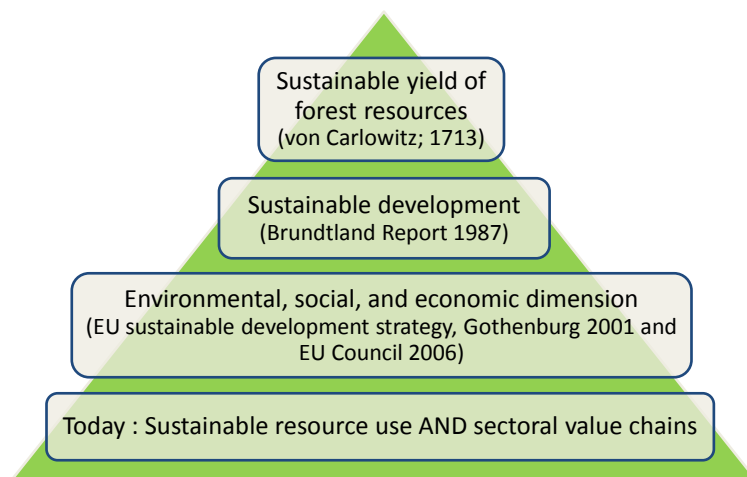 Sustainable yield of
forest resources
(von Carlowitz; 1713)
Sustainable development
(Brundtland Report 1987)
Environmental, social, and economic dimension
(EU sustainable development strategy, Gothenburg 2001 and
EU Council 2006)
Today : Sustainable resource use AND sectoral value chains